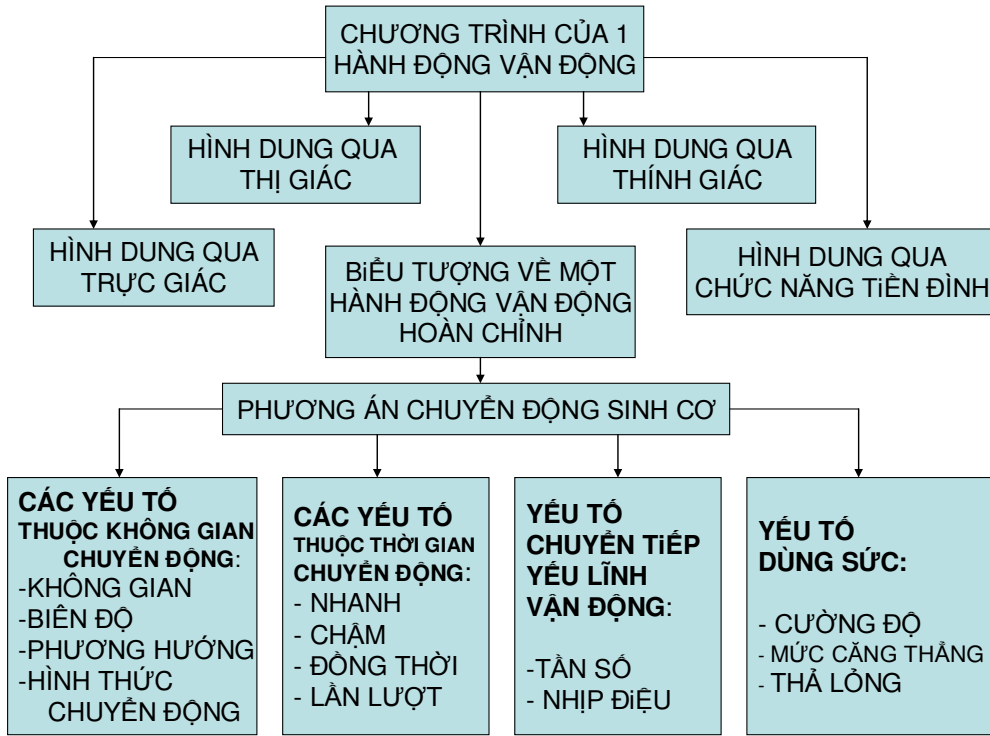 CHƯƠNG TRÌNH CỦA 1
HÀNH ĐỘNG VẬN ĐỘNG
HÌNH DUNG QUA
THỊ GIÁC
HÌNH DUNG QUA
THÍNH GIÁC
HÌNH DUNG QUA
TRỰC GIÁC
BiỂU TƯỢNG VỀ MỘT
HÀNH ĐỘNG VẬN ĐỘNG
HOÀN CHỈNH
HÌNH DUNG QUA
CHỨC NĂNG TiỀN ĐÌNH
PHƯƠNG ÁN CHUYỂN ĐỘNG SINH CƠ
CÁC YẾU TỐ
THUỘC KHÔNG GIAN
CHUYỂN ĐỘNG:
-KHÔNG GIAN
-BIÊN ĐỘ
-PHƯƠNG HƯỚNG
-HÌNH THỨC
CHUYỂN ĐỘNG
CÁC YẾU TỐ
THUỘC THỜI GIAN
CHUYỂN ĐỘNG:
- NHANH
- CHẬM
- ĐỒNG THỜI
- LẦN LƯỢT
YẾU TỐ
CHUYỂN TiẾP
YẾU LĨNH
VẬN ĐỘNG:
-TẦN SỐ
- NHỊP ĐiỆU
YẾU TỐ
DÙNG SỨC:
- CƯỜNG ĐỘ
- MỨC CĂNG THẲNG
- THẢ LỎNG